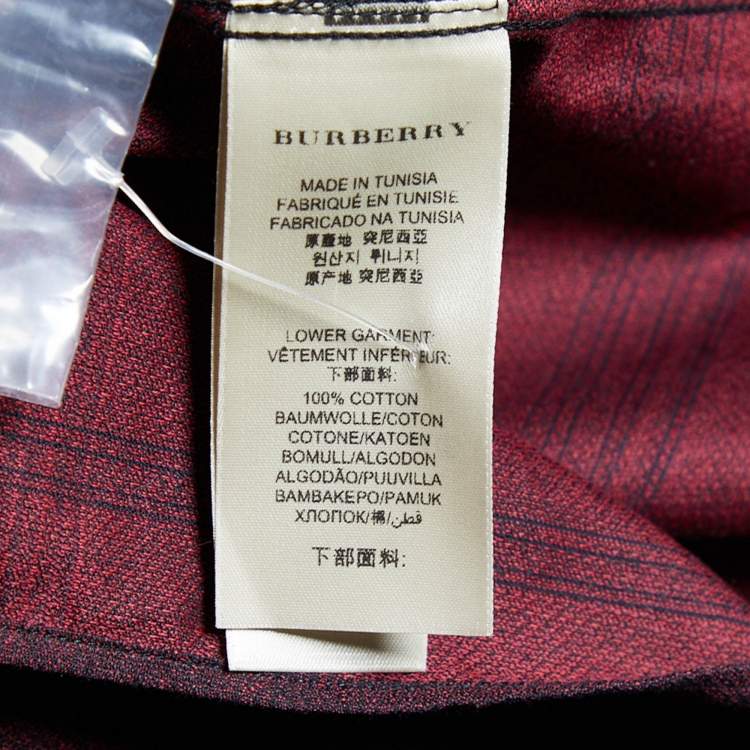 BURBERRY
MADE IN TUNISIA
FABRIQUÉ EN TUNISIE
FABRICADO NA TUNISIA
原產地 突尼西亞
원산지 튀니지
原产地 突尼西亚
LOWER GARMENT:
VÊTEMENT INFÉRIEUR:
下部面料:
100% COTTON
BAUMWOLLE/COTON
COTONE/KATOEN
BOMULL/ALGODON
ALGODÃO/PUUVILLA
BAMBAKEPO/PAMUK
ХЛОПОК/棉/قطن
下部面料: